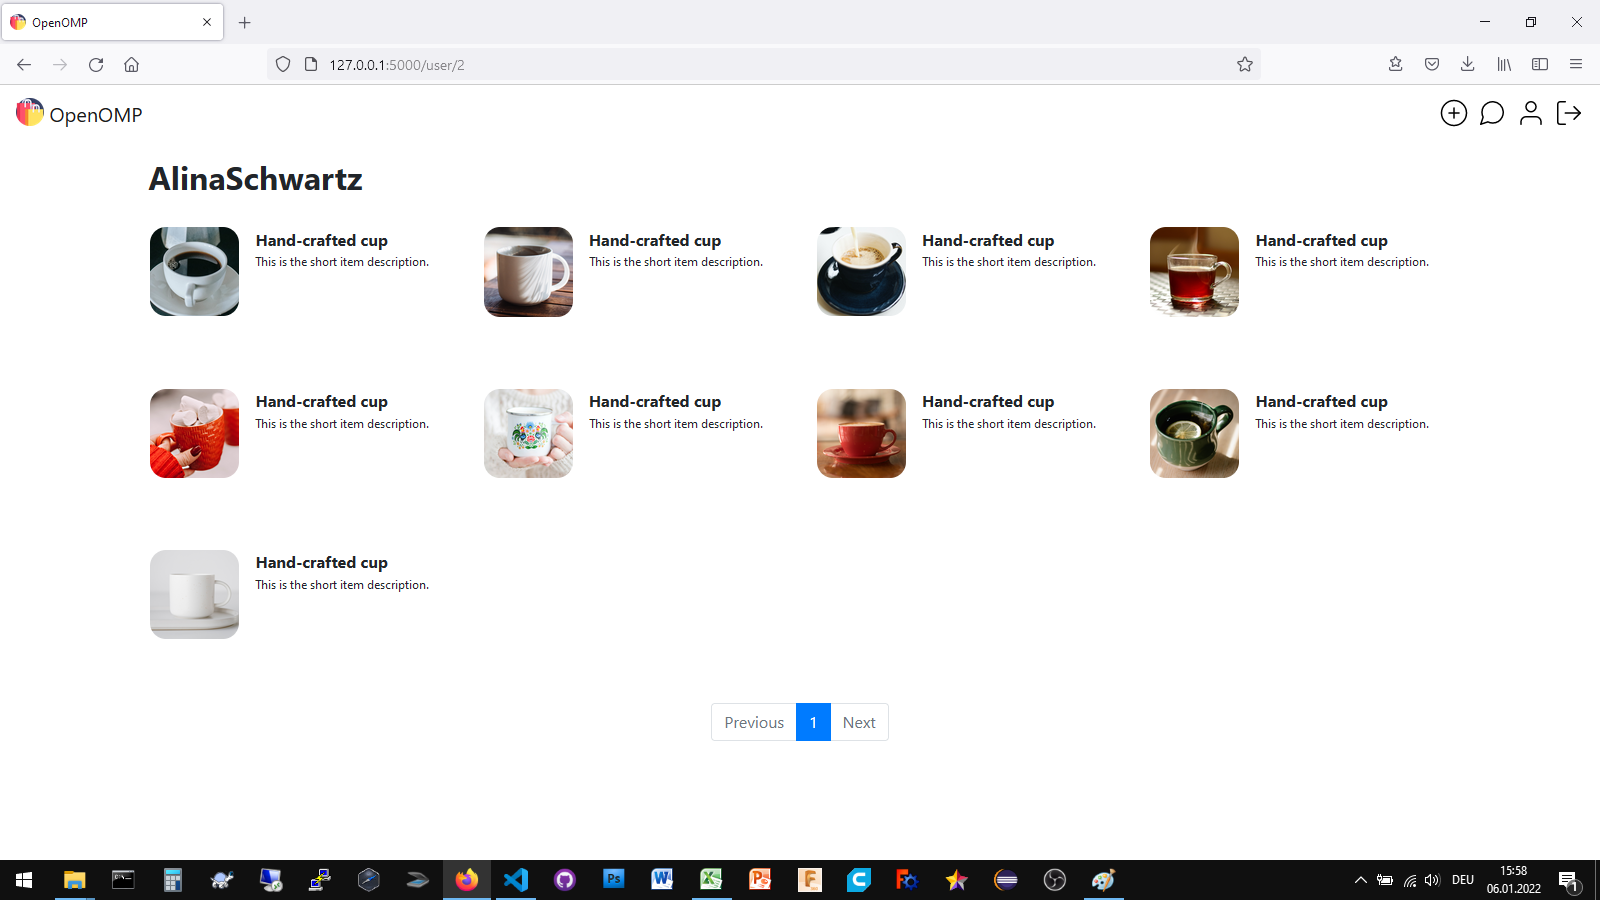 OpenOMP
127.0.0.1:5000/user/2
OpenOMP
AlinaSchwartz
Hand-crafted cup
This is the short item description.
Hand-crafted cup
This is the short item description.
Hand-crafted cup
This is the short item description.
Hand-crafted cup
This is the short item description.
Hand-crafted cup
This is the short item description.
Hand-crafted cup
This is the short item description.
Hand-crafted cup
This is the short item description.
Hand-crafted cup
This is the short item description.
Hand-crafted cup
This is the short item description.
Previous 1 Next
DEU
15:58
06.01.2022
1